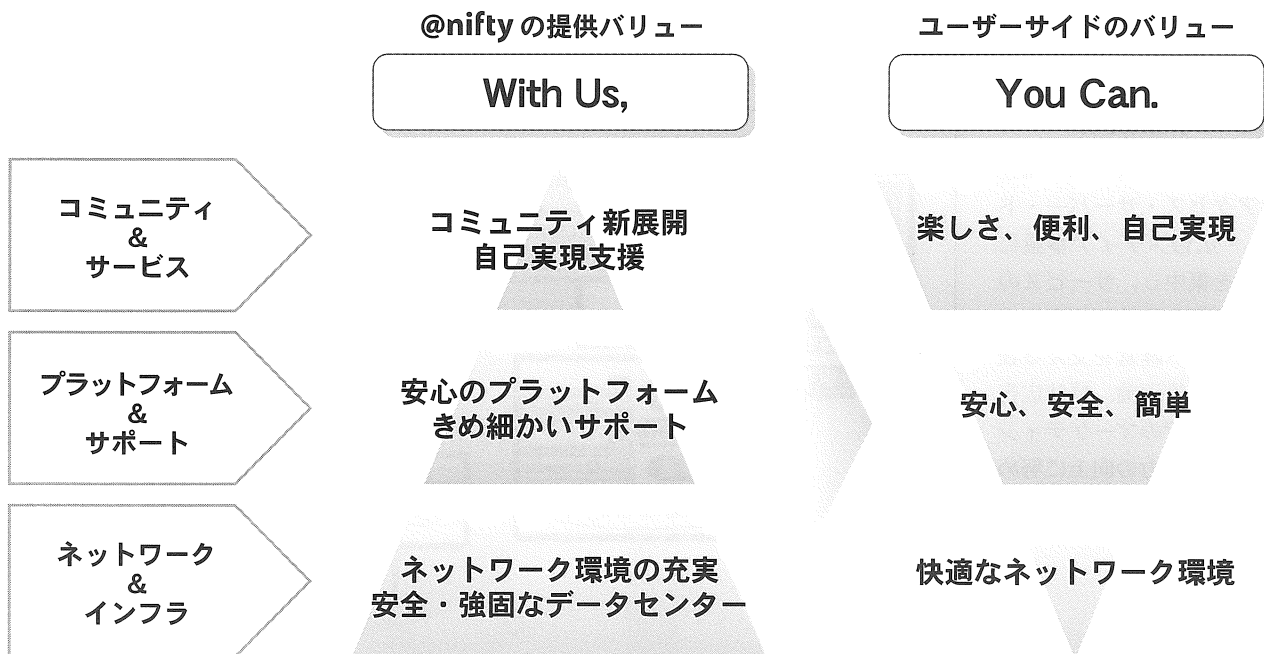 @nifty の提供バリュー
ユーザーサイドのバリュー
With Us,
You Can.
コミュニティ
&
サービス
コミュニティ新展開
自己実現支援
楽しさ、便利、自己実現
プラットフォーム
&
サポート
安心のプラットフォーム
きめ細かいサポート
安心、安全、簡単
ネットワーク
&
インフラ
ネットワーク環境の充実
安全・強固なデータセンター
快適なネットワーク環境